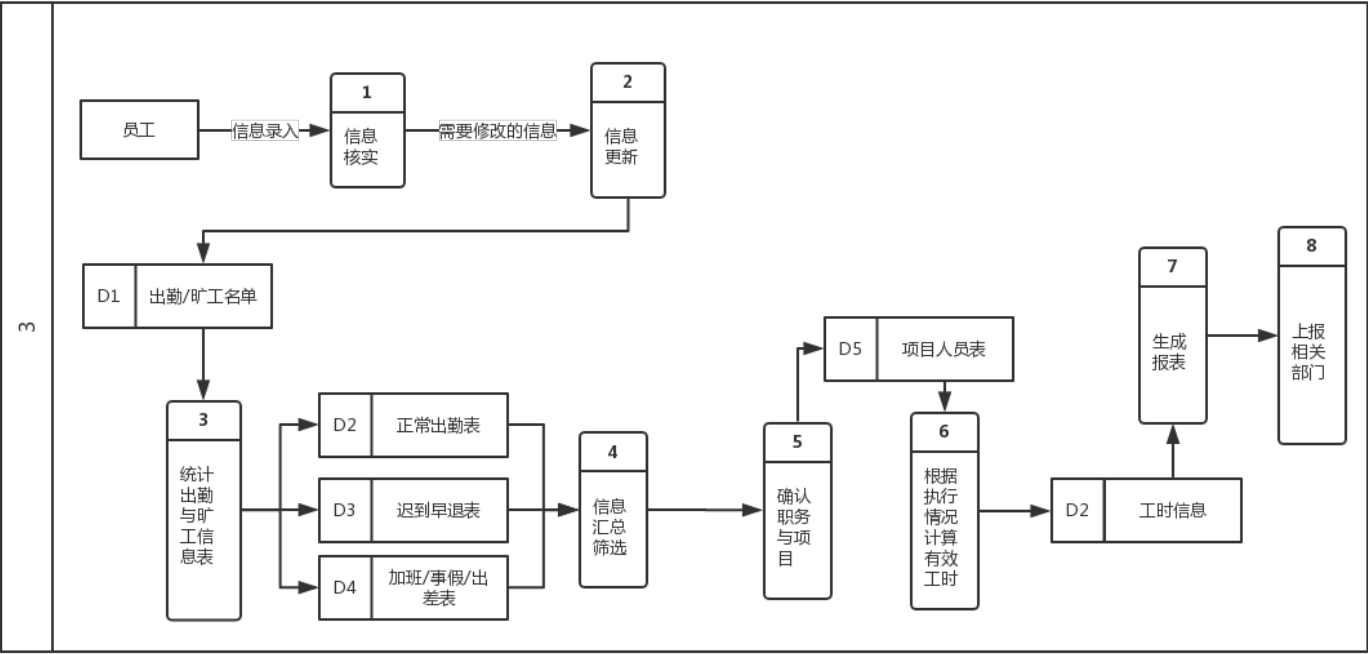 3
员工
信息录入
1
信息
核实
需要修改的信息
2
信息
更新
D1
出勤/旷工名单
3
统计
出勤
与旷
工信
息表
D2
正常出勤表
D3
迟到早退表
D4
加班/事假/出
差表
4
信息
汇总
筛选
5
确认
职务
与项
目
D5
项目人员表
6
根据
执行
情况
计算
有效
工时
D2
工时信息
7
生成
报表
8
上报
相关
部门